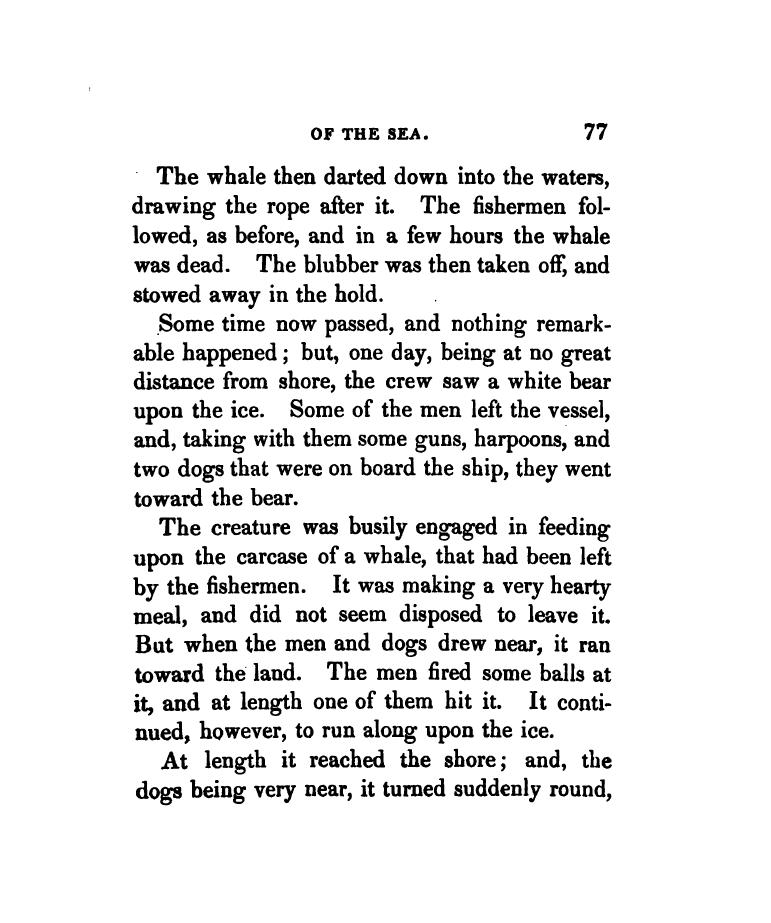 OF THE SEA. 77
The whale then darted down into the waters,
drawing the rope after it. The fishermen fol-
lowed, as before, and in a few hours the whale
was dead. The blubber was then taken off, and
stowed away in the hold.
Some time now passed, and nothing remark-
able happened; but, one day, being at no great
distance from shore, the crew saw a white bear
upon the ice. Some of the men left the vessel,
and, taking with them some guns, harpoons, and
two dogs that were on board the ship, they went
toward the bear.
The creature was busily engaged in feeding
upon the carcase of a whale, that had been left
by the fishermen. It was making a very hearty
meal, and did not seem disposed to leave it.
But when the men and dogs drew near, it ran
toward the land. The men fired some balls at
it, and at length one of them hit it. It conti-
nued, however, to run along upon the ice.
At length it reached the shore; and, the
dogs being very near, it turned suddenly round,